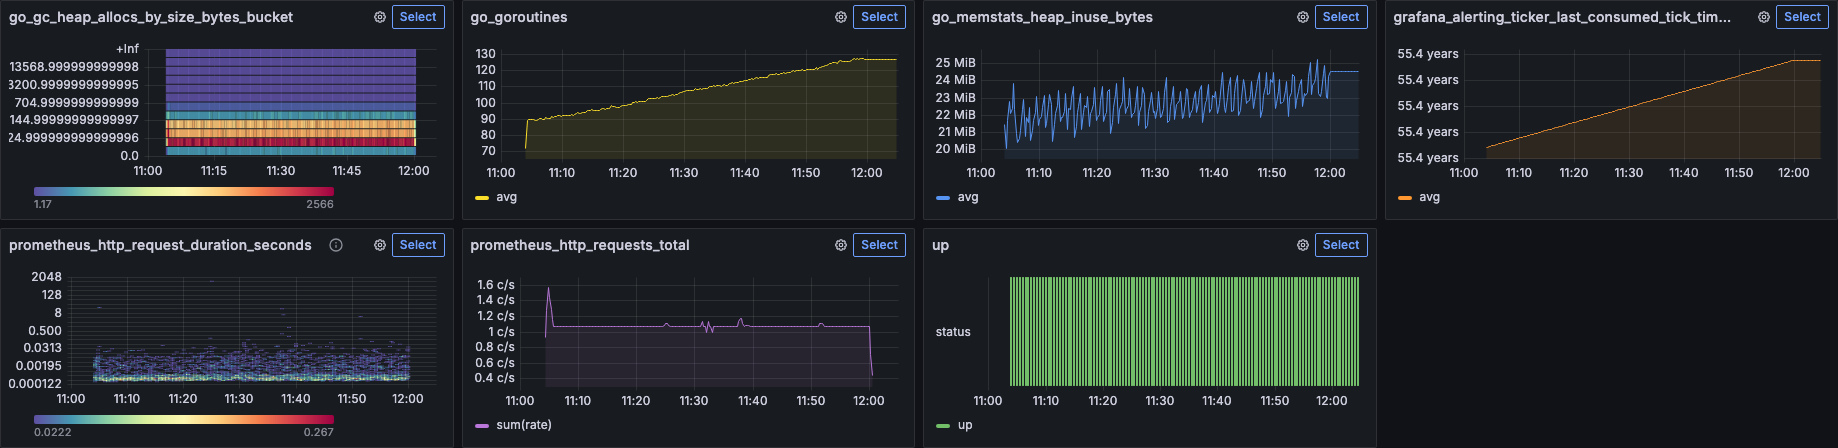 go_gc_heap_allocs_by_size_bytes_bucket
Select
+Inf
13568.9999999999998
3200.9999999999995
704.9999999999999
144.99999999999997
24.999999999999996
0.0
11:00 11:15 11:30 11:45 12:00
1.17 2566
go_goroutines
Select
130
120
110
100
90
80
70
11:00 11:10 11:20 11:30 11:40 11:50 12:00
avg
go_memstats_heap_inuse_bytes
Select
25 MiB
24 MiB
23 MiB
22 MiB
21 MiB
20 MiB
11:00 11:10 11:20 11:30 11:40 11:50 12:00
avg
grafana_alerting_ticker_last_consumed_tick_tim...
Select
55.4 years
55.4 years
55.4 years
55.4 years
55.4 years
11:00 11:10 11:20 11:30 11:40 11:50 12:00
avg
prometheus_http_request_duration_seconds
Select
2048
128
8
0.500
0.0313
0.00195
0.000122
11:00 11:10 11:20 11:30 11:40 11:50 12:00
0.0222 0.267
prometheus_http_requests_total
Select
1.6 c/s
1.4 c/s
1.2 c/s
1 c/s
0.8 c/s
0.6 c/s
0.4 c/s
11:00 11:10 11:20 11:30 11:40 11:50 12:00
sum(rate)
up
Select
status
11:00 11:10 11:20 11:30 11:40 11:50 12:00
up